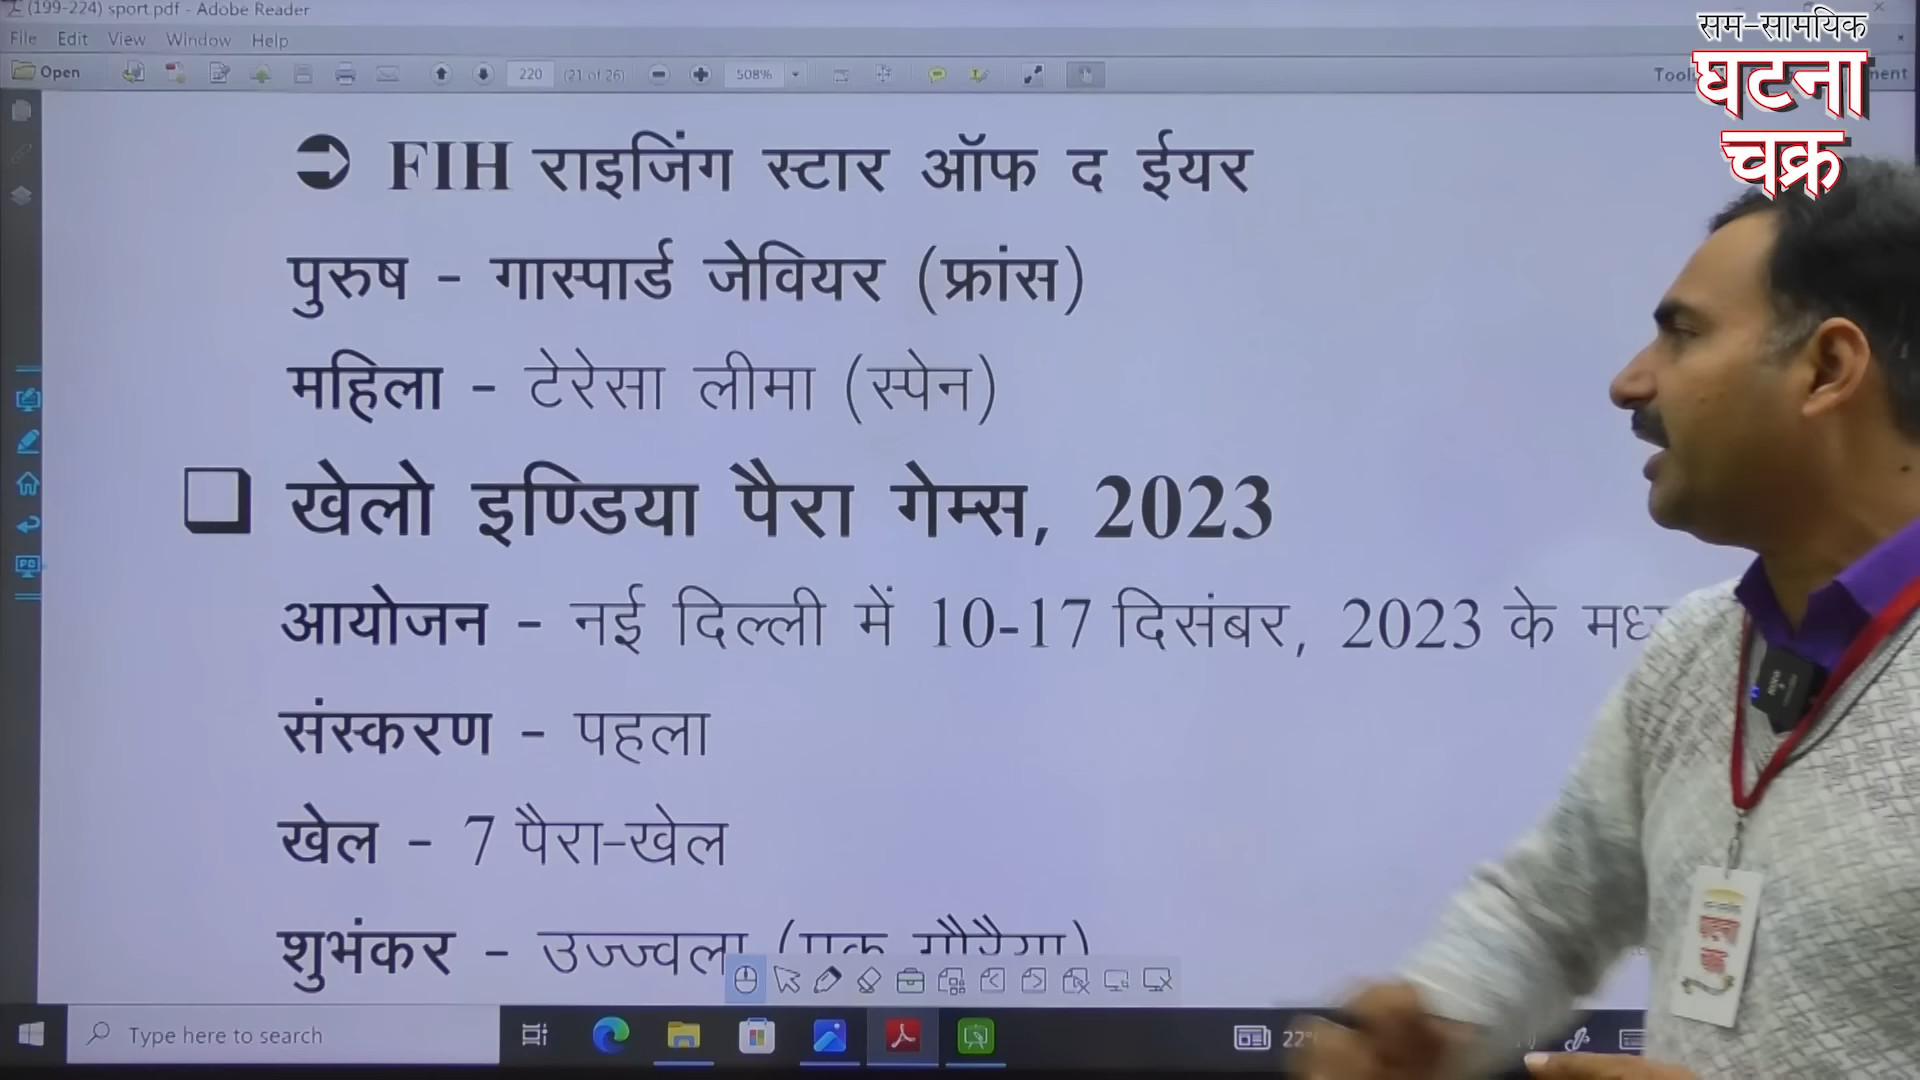 (199-224) sport.pdf - Adobe Reader
File Edit View Window Help
Open 220 (21 of 26) 508%
सम-सामयिक
घटना
चक्र
FIH राइजिंग स्टार ऑफ द ईयर
पुरुष - गास्पार्ड जेवियर (फ्रांस)
महिला - टेरेसा लीमा (स्पेन)
खेलो इण्डिया पैरा गेम्स, 2023
आयोजन - नई दिल्ली में 10-17 दिसंबर, 2023 के
संस्करण - पहला
खेल - 7 पैरा-खेल
शुभंकर - उज्ज्वला (एक गौरैया)
Type here to search
22°